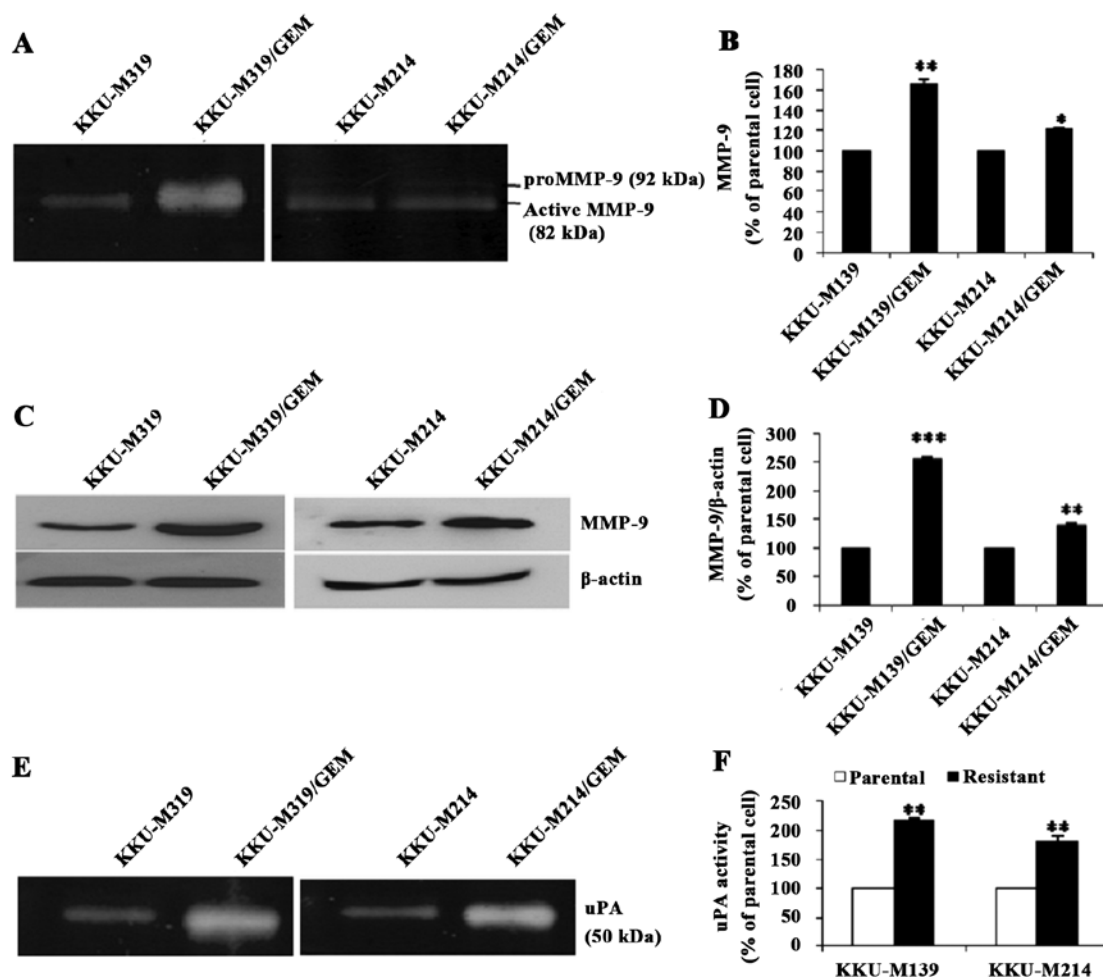 A
KKU-M319
KKU-M319/GEM
KKU-M214
KKU-M214/GEM
proMMP-9 (92 kDa)
Active MMP-9
(82 kDa)
B
MMP-9
(% of parental cell)
180
160
140
120
100
80
60
40
20
0
**
*
KKU-M139
KKU-M139/GEM
KKU-M214
KKU-M214/GEM
C
KKU-M319
KKU-M319/GEM
KKU-M214
KKU-M214/GEM
MMP-9
β-actin
D
MMP-9/β-actin
(% of parental cell)
300
250
200
150
100
50
0
***
**
KKU-M139
KKU-M139/GEM
KKU-M214
KKU-M214/GEM
E
KKU-M319
KKU-M319/GEM
KKU-M214
KKU-M214/GEM
uPA
(50 kDa)
F
Parental
Resistant
uPA activity
(% of parental cell)
250
200
150
100
50
0
**
**
KKU-M139
KKU-M214